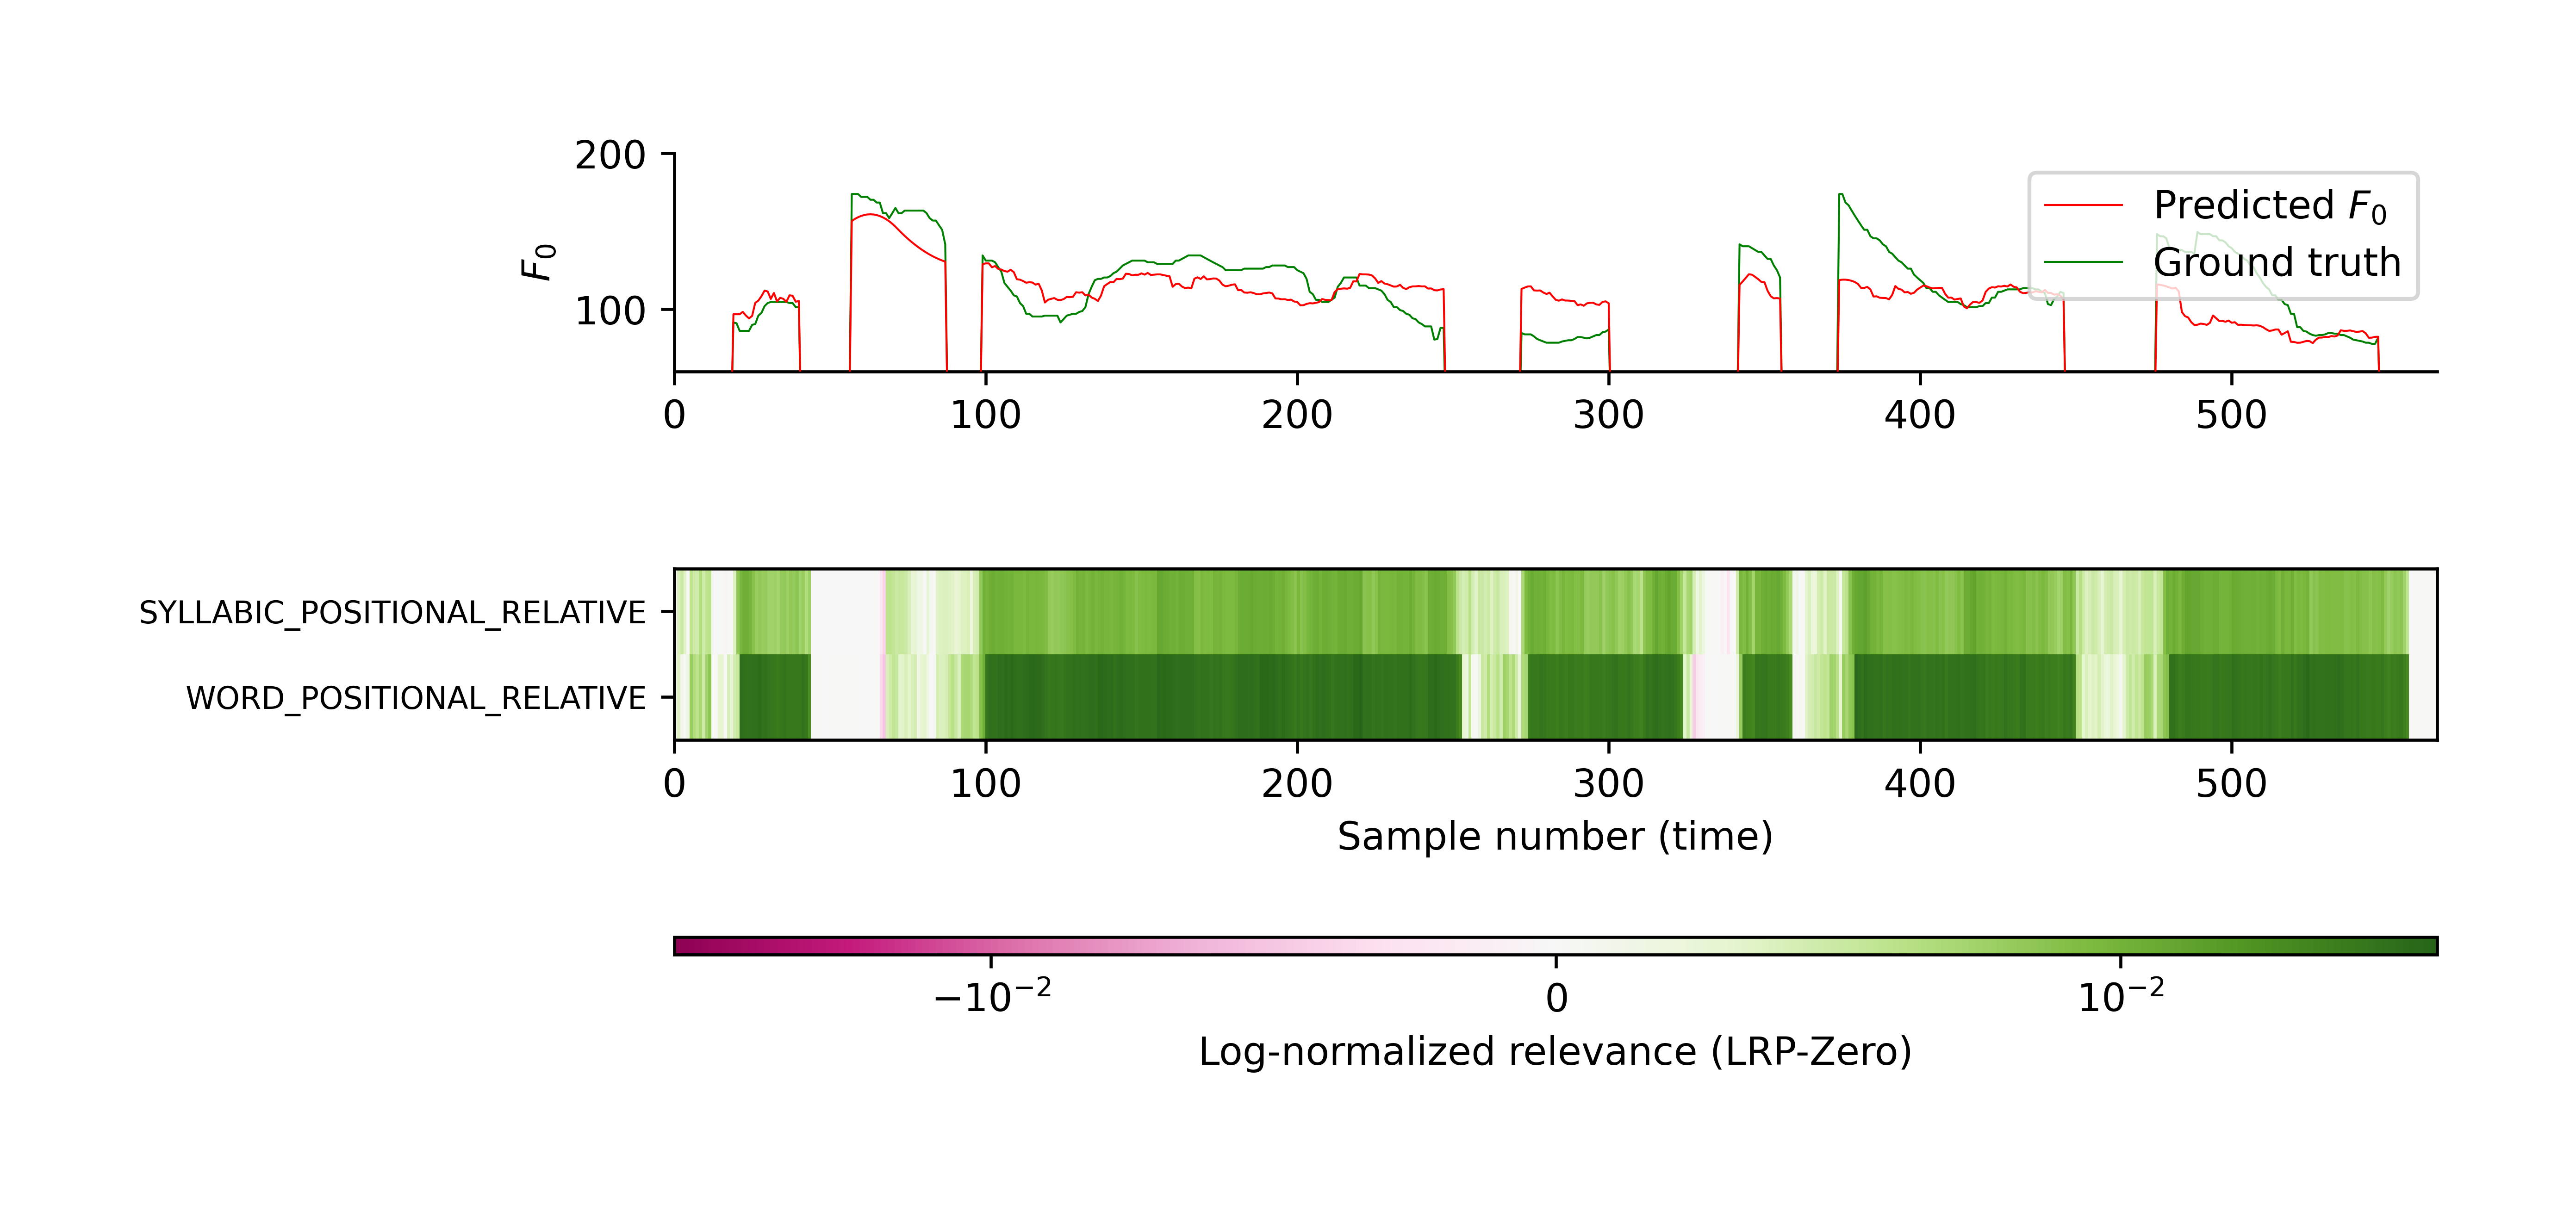 200
100
F₀
Predicted F₀
Ground truth
0 100 200 300 400 500
SYLLABIC_POSITIONAL_RELATIVE
WORD_POSITIONAL_RELATIVE
0 100 200 300 400 500
Sample number (time)
−10⁻² 0 10⁻²
Log-normalized relevance (LRP-Zero)